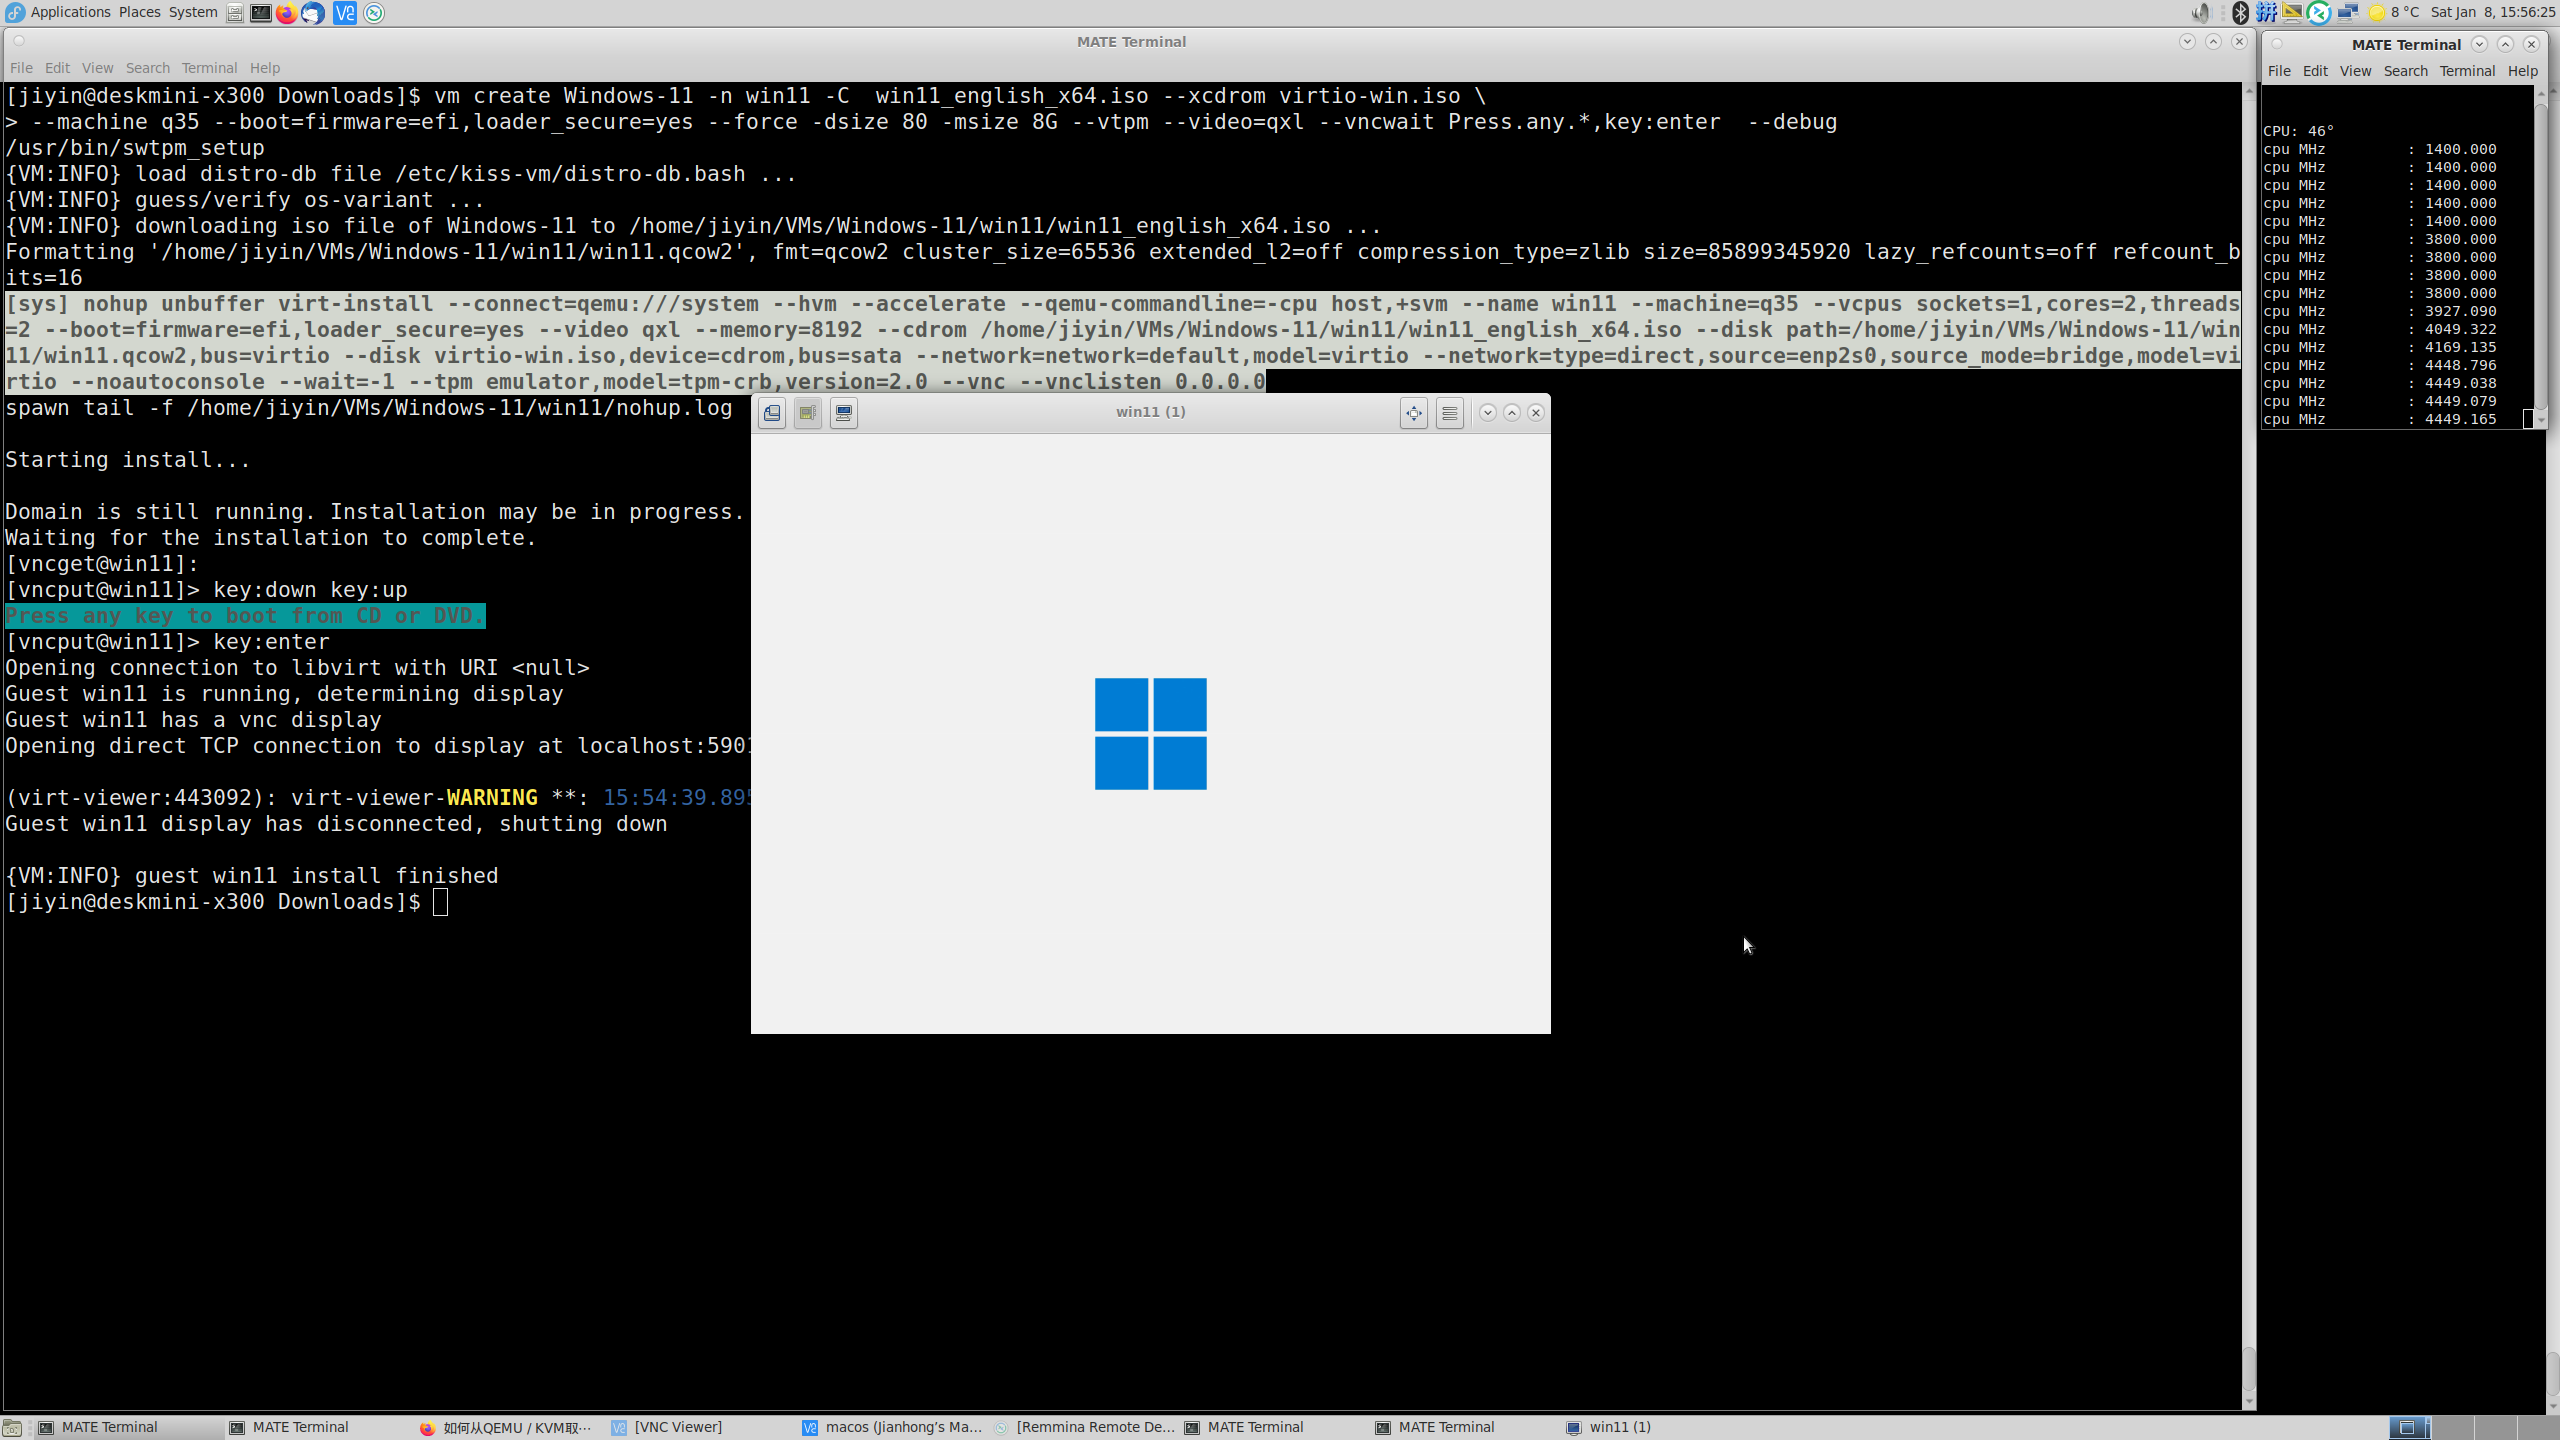 Applications Places System
8 °C Sat Jan 8, 15:56:25
MATE Terminal
File Edit View Search Terminal Help
[jiyin@deskmini-x300 Downloads]$ vm create Windows-11 -n win11 -C  win11_english_x64.iso --xcdrom virtio-win.iso \
> --machine q35 --boot=firmware=efi,loader_secure=yes --force -dsize 80 -msize 8G --vtpm --video=qxl --vncwait Press.any.*,key:enter  --debug
/usr/bin/swtpm_setup
{VM:INFO} load distro-db file /etc/kiss-vm/distro-db.bash ...
{VM:INFO} guess/verify os-variant ...
{VM:INFO} downloading iso file of Windows-11 to /home/jiyin/VMs/Windows-11/win11/win11_english_x64.iso ...
Formatting '/home/jiyin/VMs/Windows-11/win11/win11.qcow2', fmt=qcow2 cluster_size=65536 extended_l2=off compression_type=zlib size=85899345920 lazy_refcounts=off refcount_b
its=16
[sys] nohup unbuffer virt-install --connect=qemu:///system --hvm --accelerate --qemu-commandline=-cpu host,+svm --name win11 --machine=q35 --vcpus sockets=1,cores=2,threads
=2 --boot=firmware=efi,loader_secure=yes --video qxl --memory=8192 --cdrom /home/jiyin/VMs/Windows-11/win11/win11_english_x64.iso --disk path=/home/jiyin/VMs/Windows-11/win
11/win11.qcow2,bus=virtio --disk virtio-win.iso,device=cdrom,bus=sata --network=network=default,model=virtio --network=type=direct,source=enp2s0,source_mode=bridge,model=vi
rtio --noautoconsole --wait=-1 --tpm emulator,model=tpm-crb,version=2.0 --vnc --vnclisten 0.0.0.0
spawn tail -f /home/jiyin/VMs/Windows-11/win11/nohup.log
Starting install...
Domain is still running. Installation may be in progress.
Waiting for the installation to complete.
[vncget@win11]:
[vncput@win11]> key:down key:up
Press any key to boot from CD or DVD.
[vncput@win11]> key:enter
Opening connection to libvirt with URI <null>
Guest win11 is running, determining display
Guest win11 has a vnc display
Opening direct TCP connection to display at localhost:5901
(virt-viewer:443092): virt-viewer-WARNING **: 15:54:39.895
Guest win11 display has disconnected, shutting down
{VM:INFO} guest win11 install finished
[jiyin@deskmini-x300 Downloads]$
win11 (1)
MATE Terminal
File Edit View Search Terminal Help
CPU: 46°
cpu MHz : 1400.000
cpu MHz : 1400.000
cpu MHz : 1400.000
cpu MHz : 1400.000
cpu MHz : 1400.000
cpu MHz : 3800.000
cpu MHz : 3800.000
cpu MHz : 3800.000
cpu MHz : 3800.000
cpu MHz : 3927.090
cpu MHz : 4049.322
cpu MHz : 4169.135
cpu MHz : 4448.796
cpu MHz : 4449.038
cpu MHz : 4449.079
cpu MHz : 4449.165
MATE Terminal MATE Terminal 如何从QEMU / KVM取… [VNC Viewer] macos (Jianhong’s Ma… [Remmina Remote De… MATE Terminal MATE Terminal win11 (1)